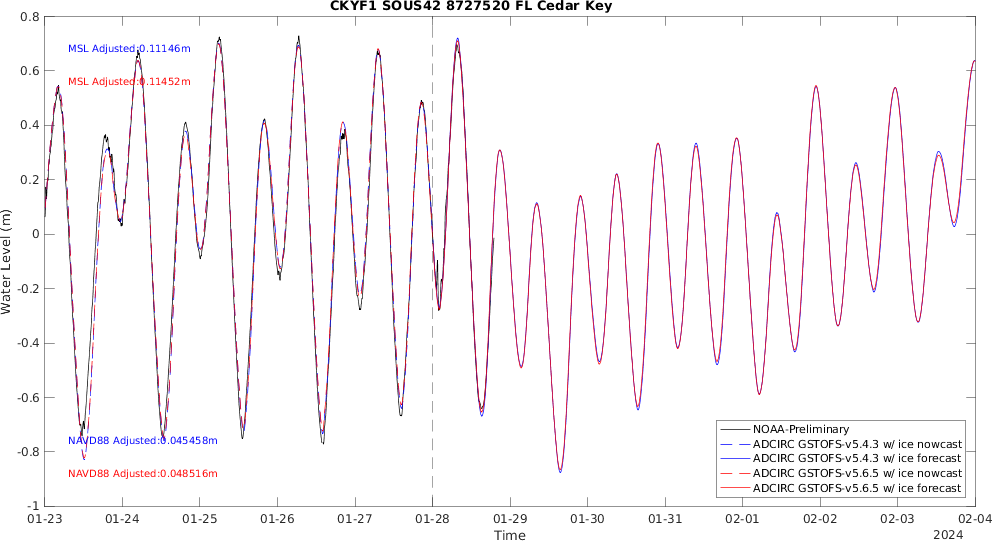 CKYF1 SOUS42 8727520 FL Cedar Key
0.8
0.6
0.4
0.2
0
-0.2
-0.4
-0.6
-0.8
-1
Water Level (m)
MSL Adjusted:0.11146m
MSL Adjusted:0.11452m
NAVD88 Adjusted:0.045458m
NAVD88 Adjusted:0.048516m
NOAA-Preliminary
ADCIRC GSTOFS-v5.4.3 w/ ice nowcast
ADCIRC GSTOFS-v5.4.3 w/ ice forecast
ADCIRC GSTOFS-v5.6.5 w/ ice nowcast
ADCIRC GSTOFS-v5.6.5 w/ ice forecast
01-23 01-24 01-25 01-26 01-27 01-28 01-29 01-30 01-31 02-01 02-02 02-03 02-04
Time
2024